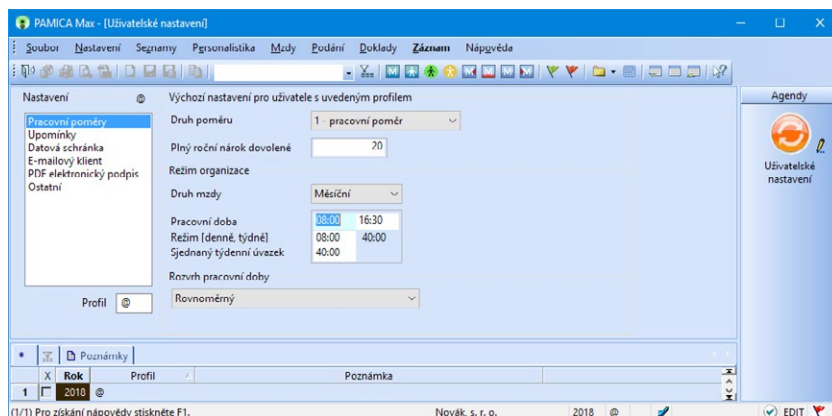 PAMICA Max - [Uživatelské nastavení]
Soubor Nastavení Seznamy Personalistika Mzdy Podání Doklady Záznam Nápověda
Nastavení @ Výchozí nastavení pro uživatele s uvedeným profilem Agendy
Pracovní poměry
Upomínky
Datová schránka
E-mailový klient
PDF elektronický podpis
Ostatní
Profil @
Druh poměru 1 - pracovní poměr
Plný roční nárok dovolené 20
Režim organizace
Druh mzdy Měsíční
Pracovní doba 08:00 16:30
Režim [denně, týdně] 08:00 40:00
Sjednaný týdenní úvazek 40:00
Rozvrh pracovní doby
Rovnoměrný
Uživatelské
nastavení
* Poznámky
X Rok Profil Poznámka
1 2018 @
(1/1) Pro získání nápovědy stiskněte F1. Novák, s. r. o. 2018 @ EDIT